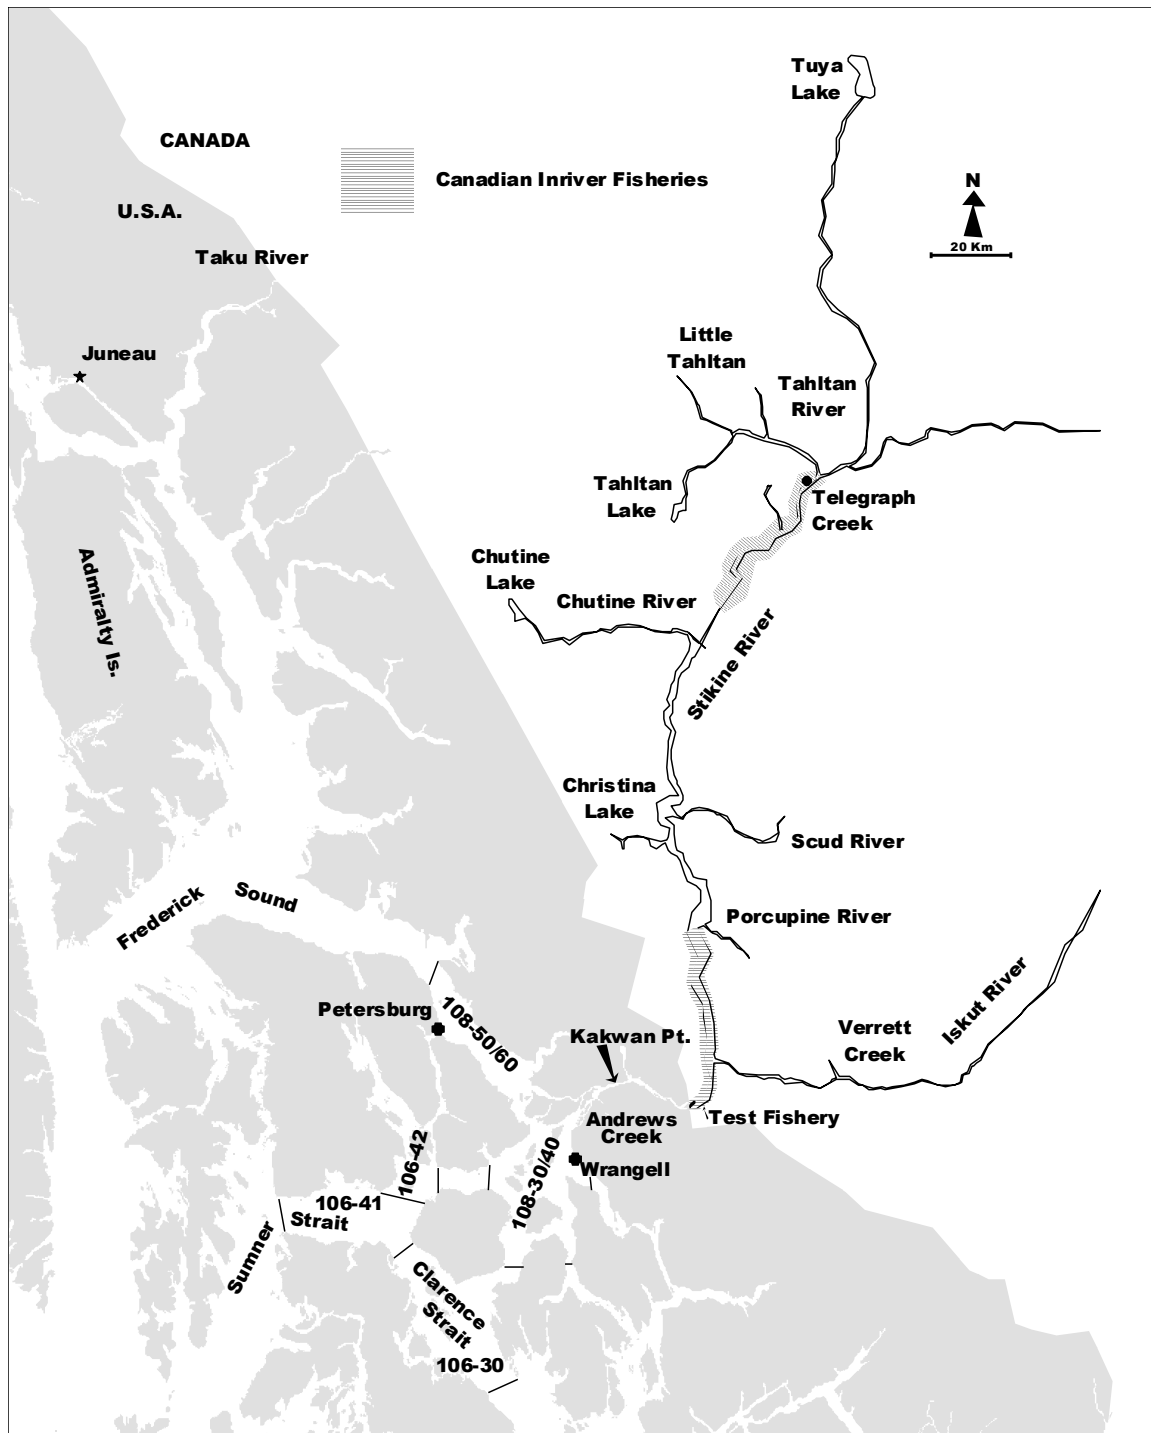 Tuya
Lake
CANADA
Canadian Inriver Fisheries
N
U.S.A.
20 Km
Taku River
Little
Tahltan
Juneau
Tahltan
River
Tahltan
Lake
Telegraph
Creek
Chutine
Lake
Chutine River
Admiralty Is.
Stikine River
Christina
Lake
Scud River
Frederick
Sound
Porcupine River
Iskut River
Petersburg
108-50/60
Kakwan Pt.
Verrett
Creek
Andrews
Creek
Test Fishery
106-42
108-30/40
Wrangell
106-41
Sumner
Strait
Clarence
Strait
106-30